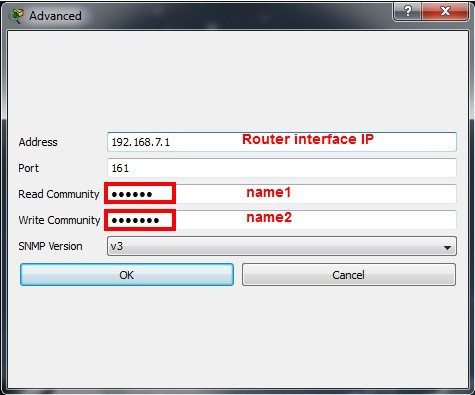 Advanced
Address 192.168.7.1 Router interface IP
Port 161
Read Community •••••• name1
Write Community ••••••• name2
SNMP Version v3
OK Cancel